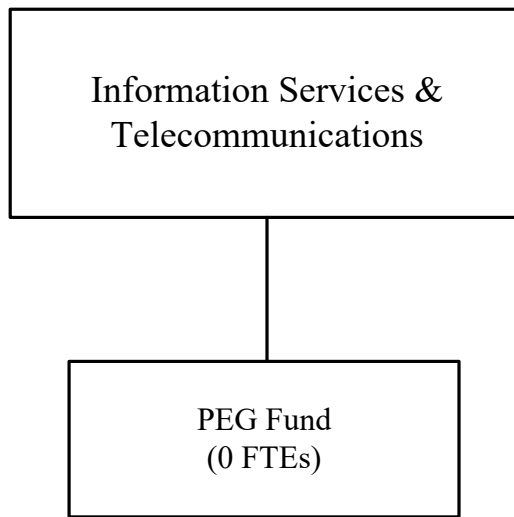 Information Services &
Telecommunications
PEG Fund
(0 FTEs)